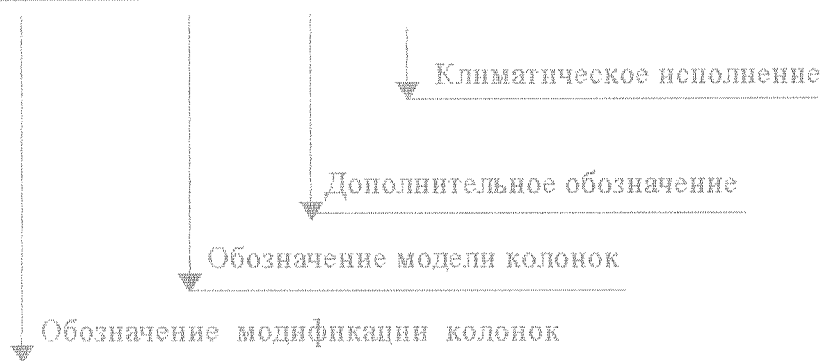 Климатическое исполнение
Дополнительное обозначение
Обозначение модели колонок
Обозначение модификации колонок